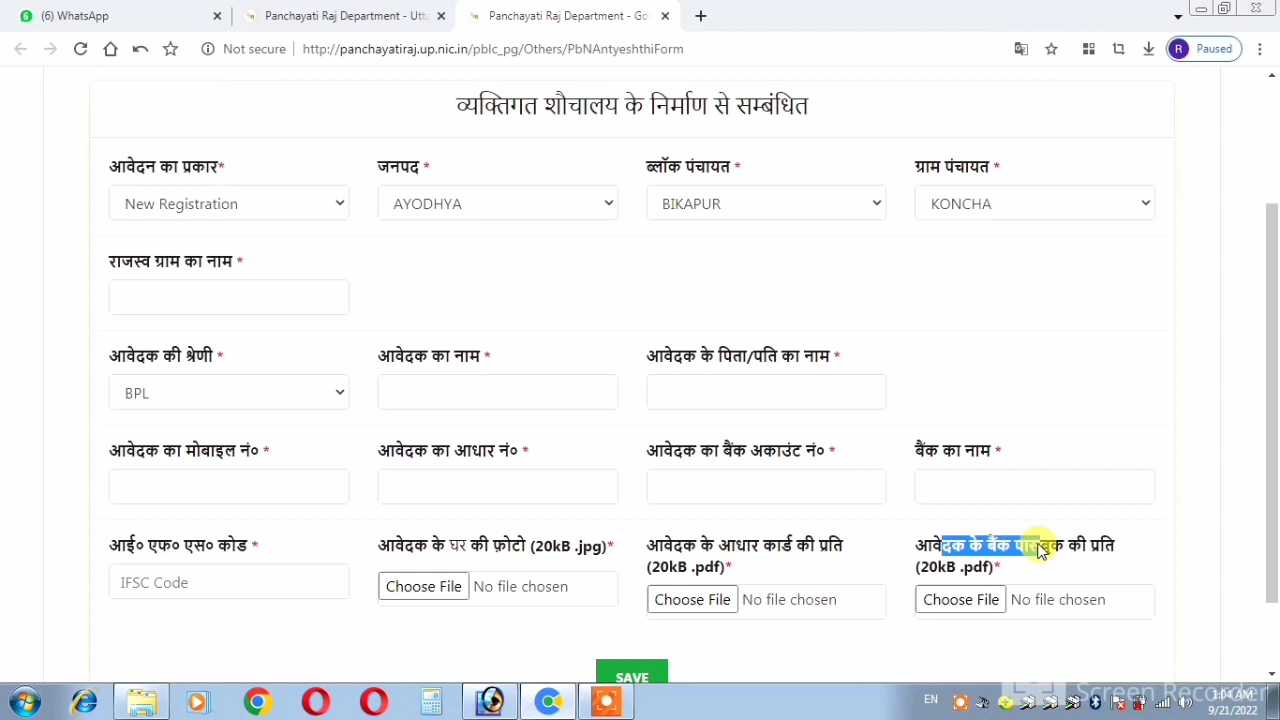 (6) WhatsApp
Panchayati Raj Department - Utta
Panchayati Raj Department - Go
Not secure
http://panchayatiraj.up.nic.in/pblc_pg/Others/PbNAntyeshthiForm
R Paused
व्यक्तिगत शौचालय के निर्माण से सम्बंधित
आवेदन का प्रकार* जनपद * ब्लॉक पंचायत * ग्राम पंचायत *
New Registration AYODHYA BIKAPUR KONCHA
राजस्व ग्राम का नाम *
आवेदक की श्रेणी * आवेदक का नाम * आवेदक के पिता/पति का नाम *
BPL
आवेदक का मोबाइल नं० * आवेदक का आधार नं० * आवेदक का बैंक अकाउंट नं० * बैंक का नाम *
आई० एफ० एस० कोड * आवेदक के घर की फ़ोटो (20kB .jpg)* आवेदक के आधार कार्ड की प्रति आवेदक के बैंक पासबुक की प्रति
(20kB .pdf)* (20kB .pdf)*
IFSC Code Choose File No file chosen Choose File No file chosen Choose File No file chosen
SAVE
Screen Recorder
EN
1:04 AM
9/21/2022